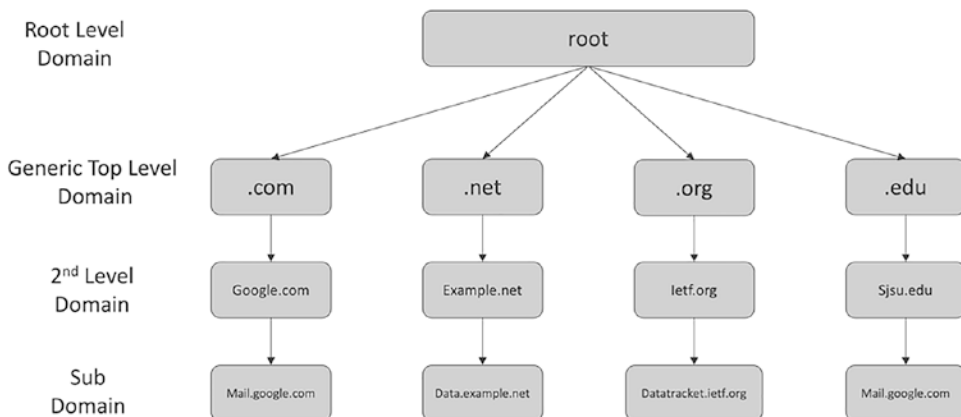 Root Level
Domain
root
Generic Top Level
Domain
.com
.net
.org
.edu
2nd Level
Domain
Google.com
Example.net
Ietf.org
Sjsu.edu
Sub
Domain
Mail.google.com
Data.example.net
Datatracket.ietf.org
Mail.google.com